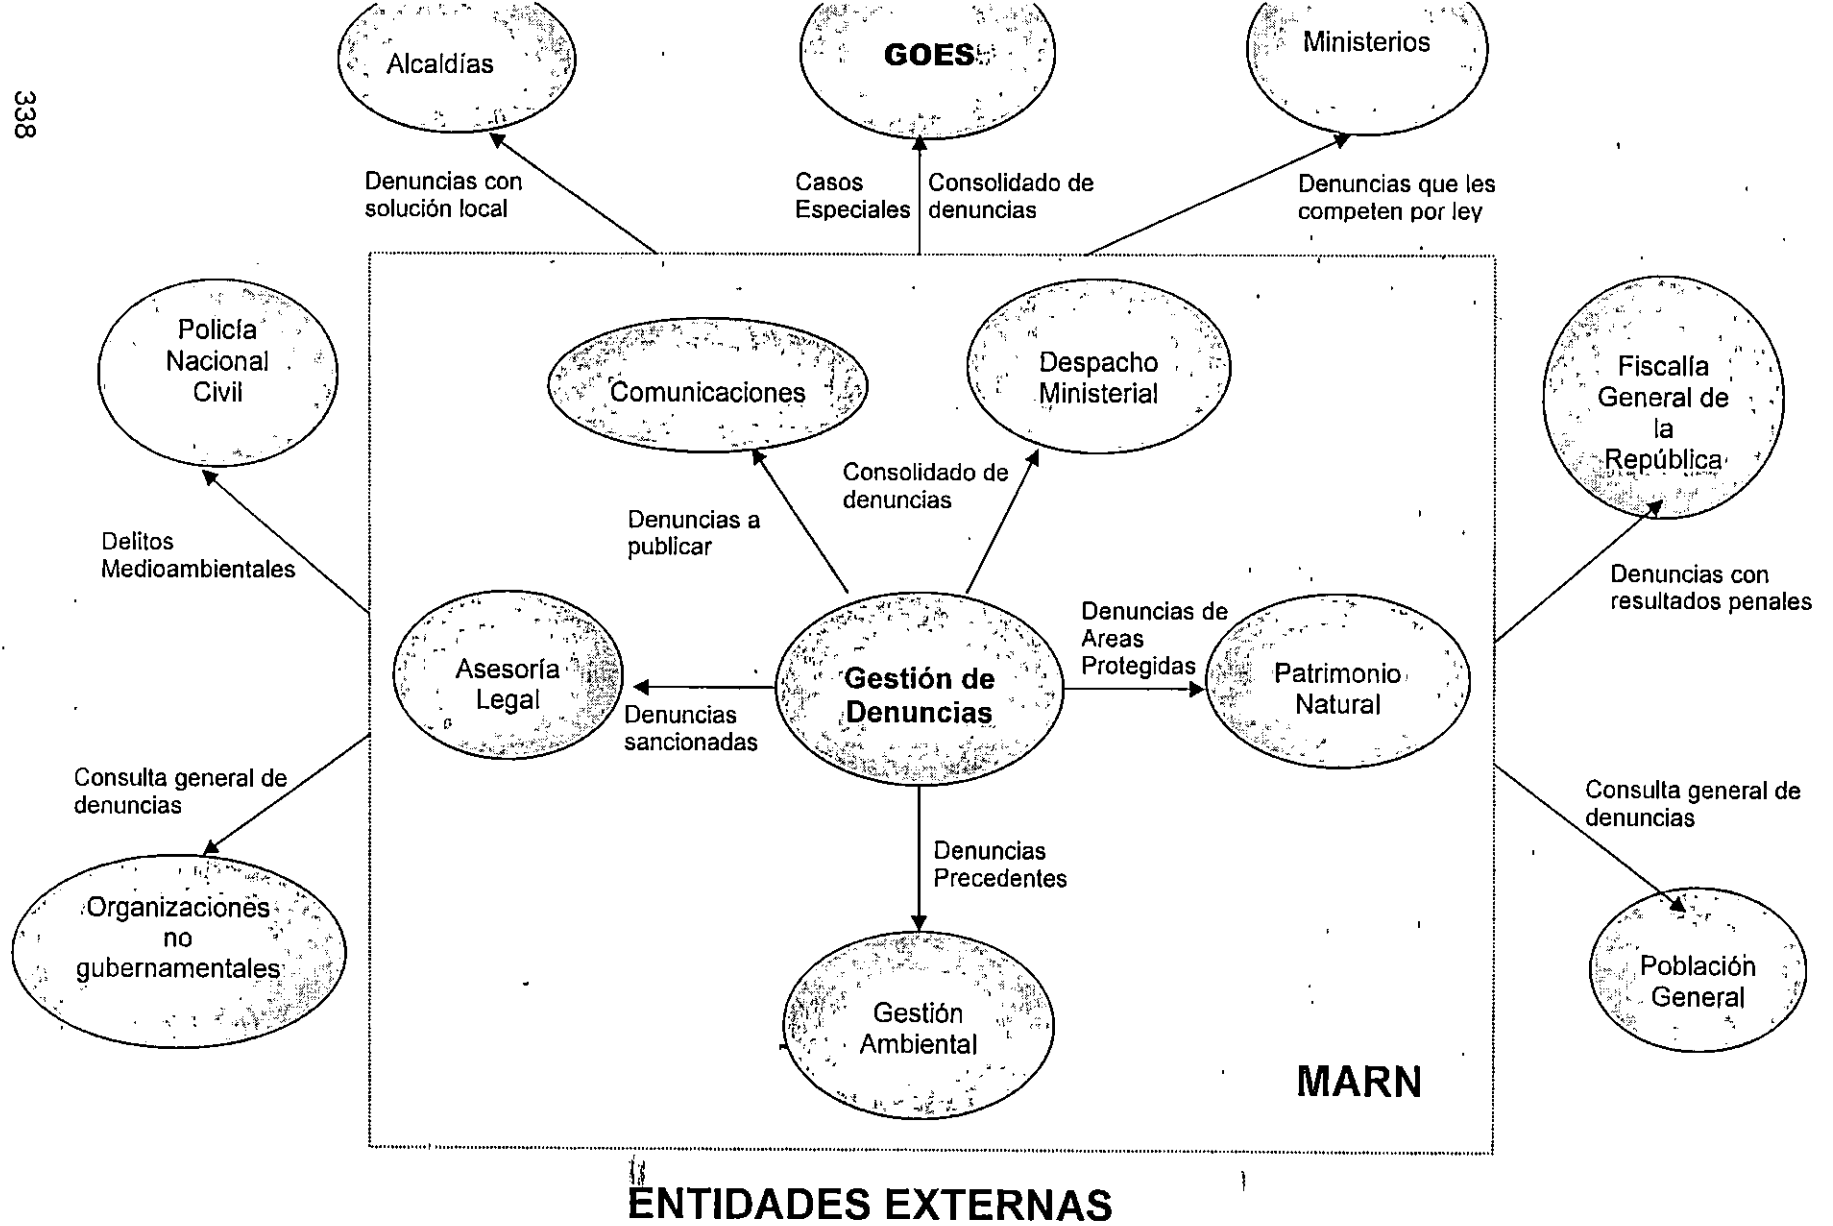 338
Alcaldías
GOES
Ministerios
Denuncias con
solución local
Casos
Especiales
Consolidado de
denuncias
Denuncias que les
competen por ley
Policía
Nacional
Civil
Comunicaciones
Despacho
Ministerial
Fiscalía
General de
la
República
Consolidado de
denuncias
Denuncias a
publicar
Delitos
Medioambientales
Denuncias con
resultados penales
Denuncias de
Areas
Protegidas
Asesoría
Legal
Gestión de
Denuncias
Patrimonio
Natural
Denuncias
sancionadas
Consulta general de
denuncias
Consulta general de
denuncias
Denuncias
Precedentes
Organizaciones
no
gubernamentales
Población
General
Gestión
Ambiental
MARN
ENTIDADES EXTERNAS